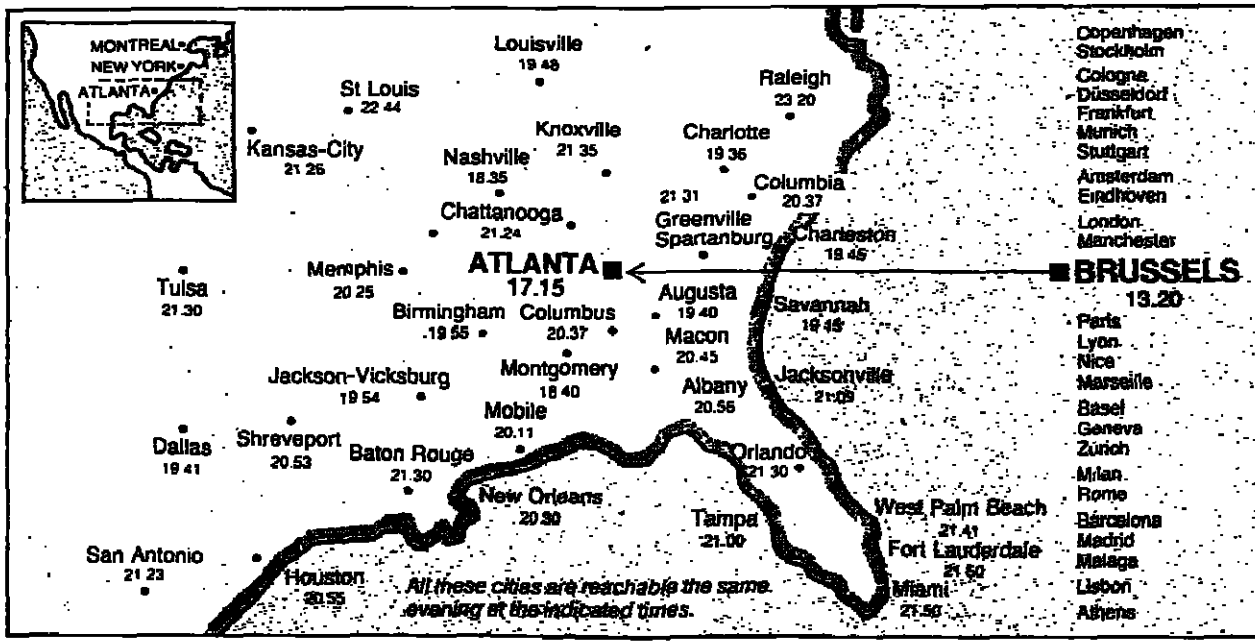 MONTREAL
NEW YORK
ATLANTA
Louisville
19 48
St Louis
22 44
Raleigh
23 20
Kansas-City
21 26
Knoxville
21 35
Charlotte
19 36
Nashville
18.35
Columbia
20.37
21 31
Greenville
Spartanburg
Chattanooga
21.24
Charleston
19 45
ATLANTA
17.15
Tulsa
21.30
Memphis
20 25
Birmingham
19 55
Columbus
20.37
Augusta
19 40
Savannah
Macon
20.45
Montgomery
18 40
Jackson-Vicksburg
19 54
Albany
20.56
Jacksonville
21.09
Mobile
20.11
Dallas
19 41
Shreveport
20.53
Baton Rouge
21.30
Orlando
21 30
New Orleans
20.30
Tampa
21.00
West Palm Beach
21.41
Fort Lauderdale
21 50
San Antonio
21 23
Houston
20.55
Miami
21.50
All these cities are reachable the same
evening at the indicated times.
Copenhagen
Stockholm
Cologne
Düsseldorf
Frankfurt
Munich
Stuttgart
Amsterdam
Eindhoven
London
Manchester
BRUSSELS
13.20
Paris
Lyon
Nice
Marseille
Basel
Geneva
Zürich
Milan
Rome
Barcelona
Madrid
Malaga
Lisbon
Athens